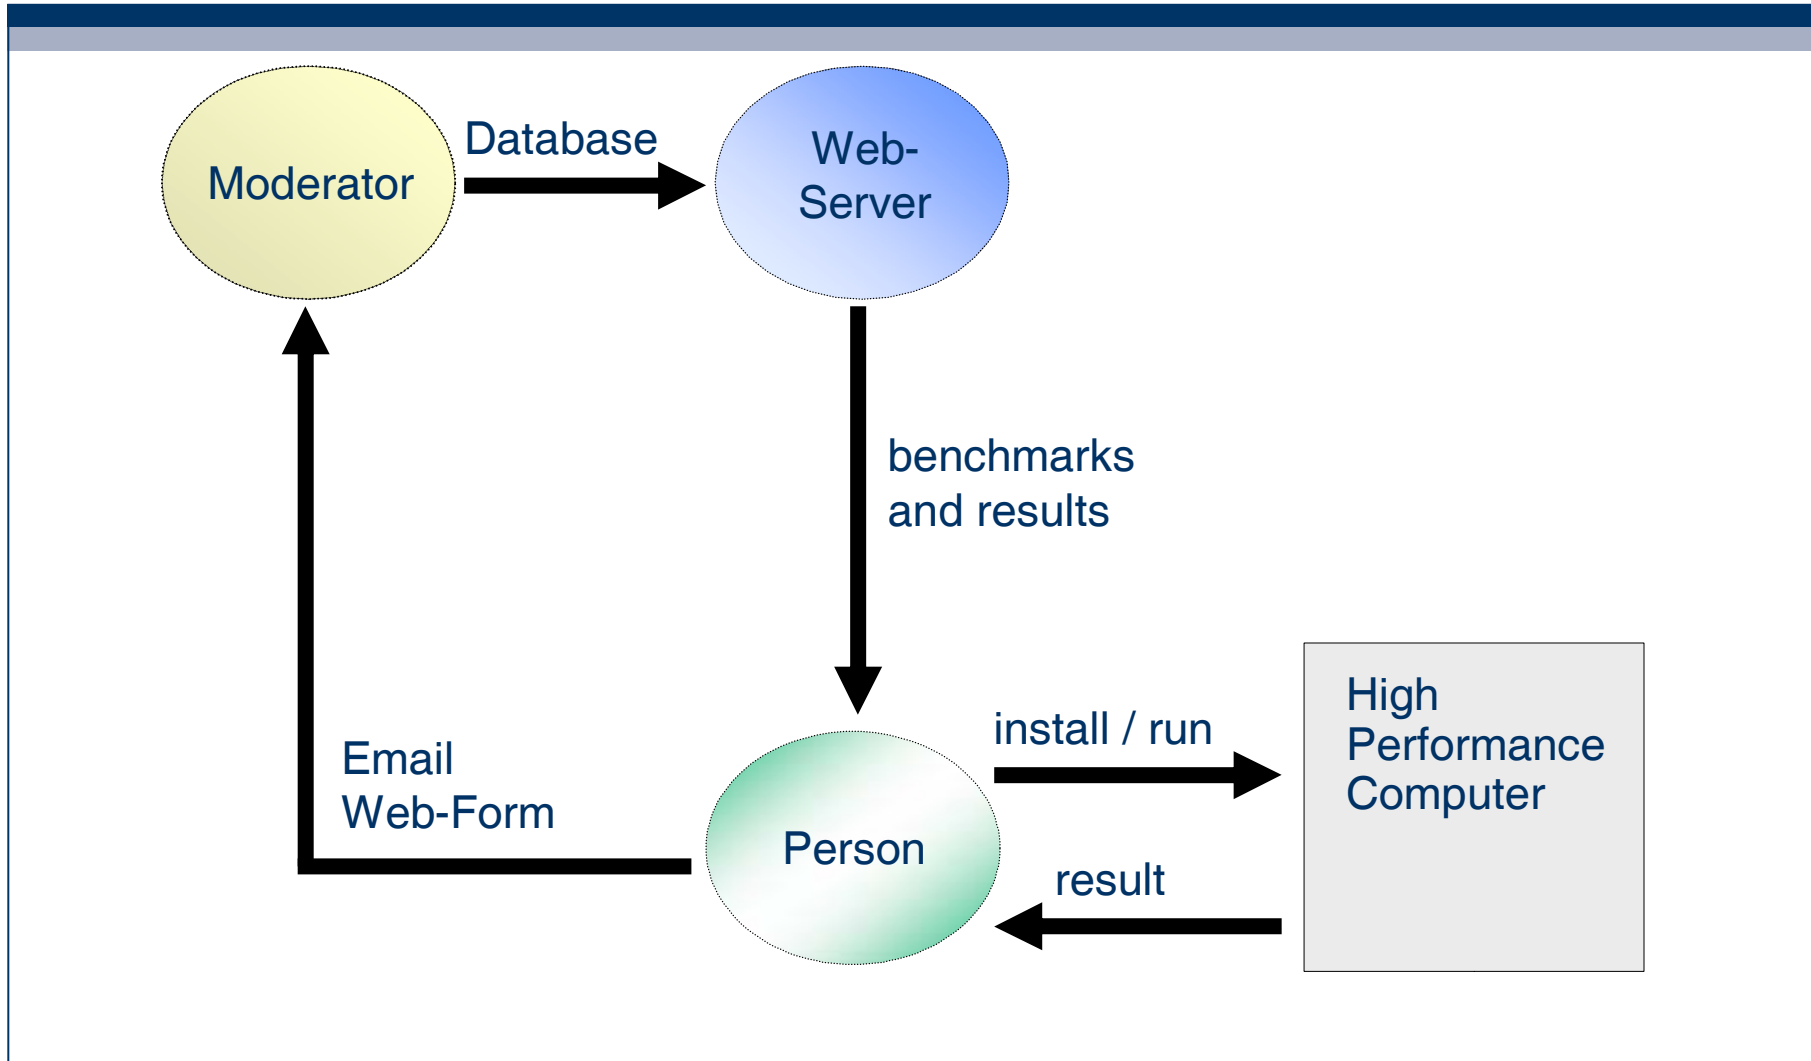 Moderator
Database
Web-
Server
benchmarks
and results
Email
Web-Form
Person
install / run
result
High
Performance
Computer